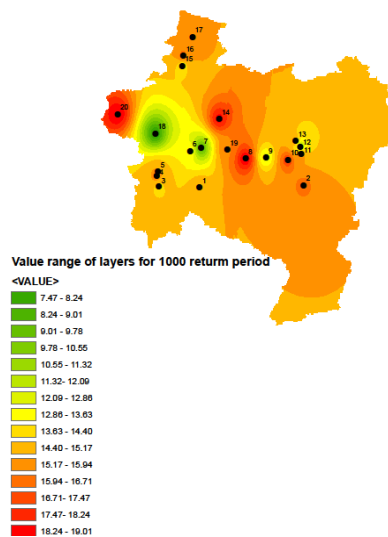 17
16
15
20
14
18
13
12
7
6
19
11
9
8
10
5
4
3
1
2
Value range of layers for 1000 returm period
<VALUE>
7.47 - 8.24
8.24 - 9.01
9.01 - 9.78
9.78 - 10.55
10.55 - 11.32
11.32- 12.09
12.09 - 12.86
12.86 - 13.63
13.63 - 14.40
14.40 - 15.17
15.17 - 15.94
15.94 - 16.71
16.71- 17.47
17.47- 18.24
18.24 - 19.01